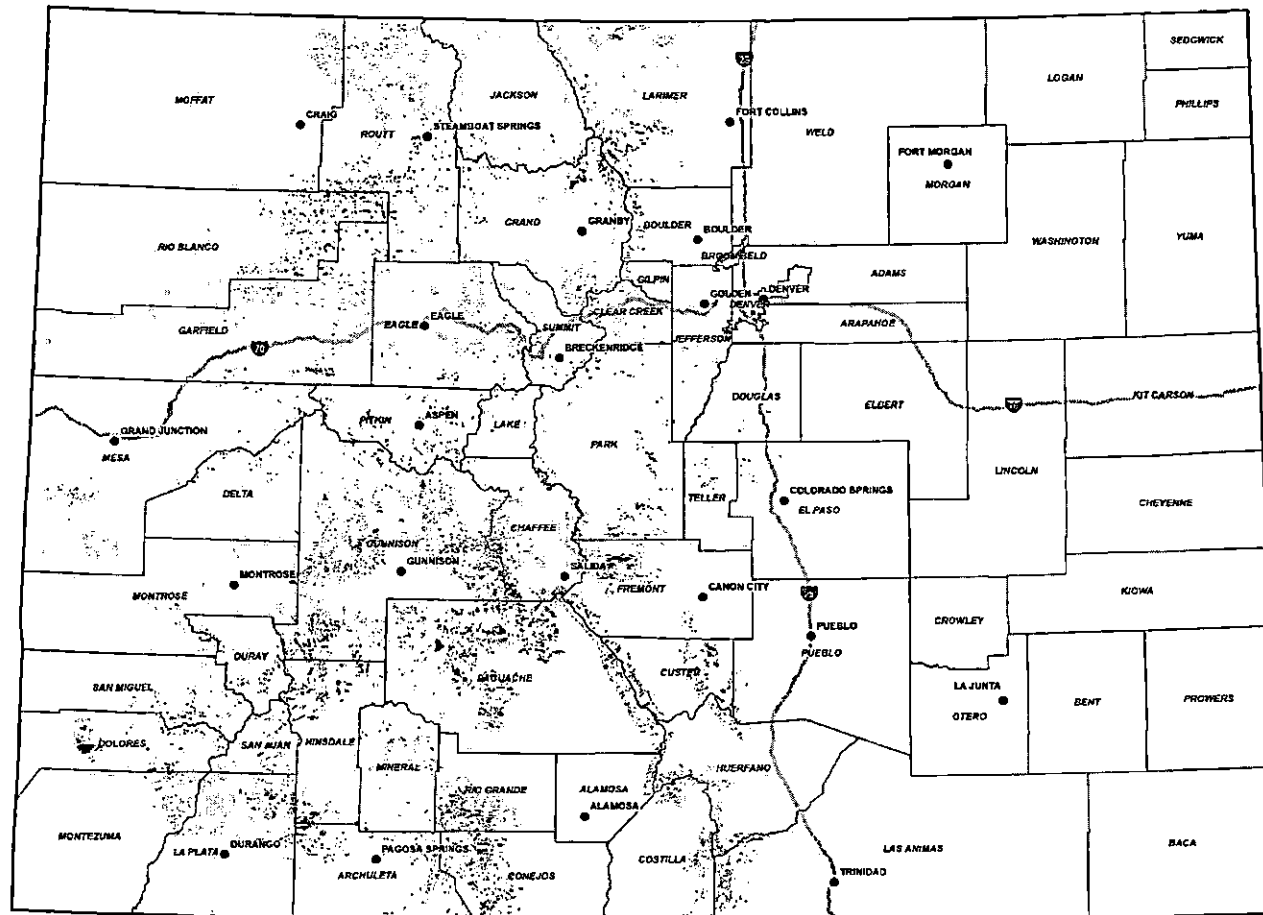 SEDGWICK
LOGAN
PHILLIPS
MOFFAT
JACKSON
LARIMER
25
CRAIG
FORT COLLINS
ROUTT
STEAMBOAT SPRINGS
WELD
FORT MORGAN
MORGAN
RIO BLANCO
GRAND
GRANBY
BOULDER
BOULDER
WASHINGTON
YUMA
BROOMFIELD
GILPIN
ADAMS
GOLDEN
DENVER
DENVER
CLEAR CREEK
ARAPAHOE
GARFIELD
EAGLE
EAGLE
SUMMIT
JEFFERSON
70
BRECKENRIDGE
DOUGLAS
ELBERT
KIT CARSON
70
PITKIN
ASPEN
LAKE
PARK
GRAND JUNCTION
MESA
LINCOLN
DELTA
TELLER
COLORADO SPRINGS
EL PASO
CHEYENNE
CHAFFEE
GUNNISON
GUNNISON
SALIDA
MONTROSE
MONTROSE
FREMONT
CANON CITY
25
KIOWA
CROWLEY
PUEBLO
PUEBLO
OURAY
SAGUACHE
CUSTER
SAN MIGUEL
LA JUNTA
OTERO
BENT
PROWERS
DOLORES
SAN JUAN
HINSDALE
MINERAL
HUERFANO
RIO GRANDE
ALAMOSA
ALAMOSA
MONTEZUMA
LA PLATA
DURANGO
PAGOSA SPRINGS
ARCHULETA
CONEJOS
COSTILLA
LAS ANIMAS
TRINIDAD
BACA